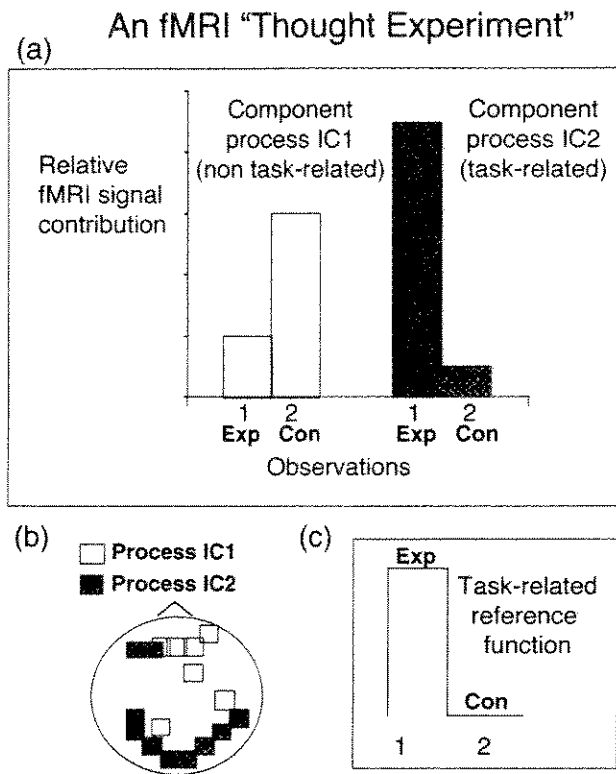 An fMRI "Thought Experiment"
(a)
Relative
fMRI signal
contribution
Component
process IC1
(non task-related)
Component
process IC2
(task-related)
1 2 1 2
Exp Con Exp Con
Observations
(b)
Process IC1
Process IC2
(c)
Exp
Task-related
reference
function
Con
1 2